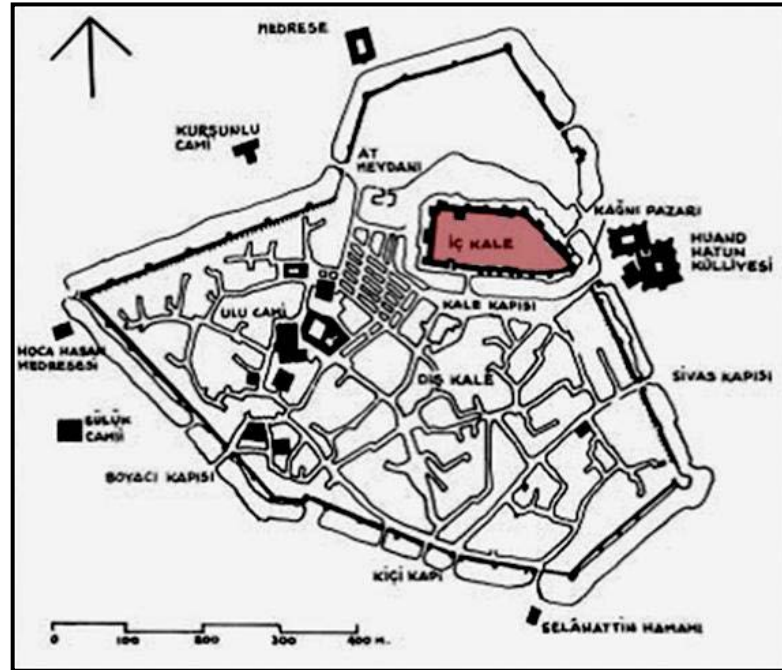 MEDRESE
KURŞUNLU
CAMİ
AT
MEYDANI
KAĞNI PAZARI
İÇ KALE
HUAND
HATUN
KÜLLİYESİ
ULU CAMİ
KALE KAPISI
HOCA HASAN
MEDRESESİ
DIŞ KALE
SİVAS KAPISI
SÜLÜK
CAMİİ
BOYACI KAPISI
KİÇİ KAPI
SELÂHATTİN HAMAMI
0 100 200 300 400 M.